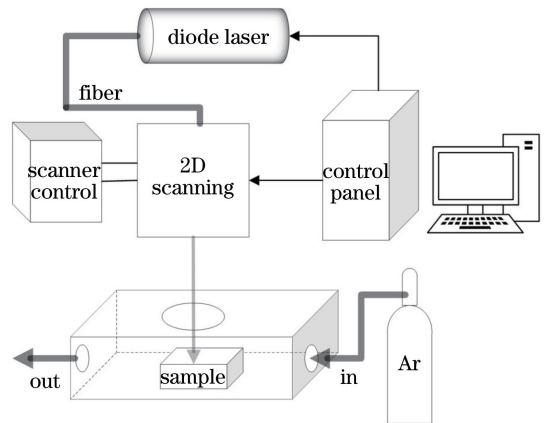 diode laser
fiber
scanner
control
2D
scanning
control
panel
out
sample
in
Ar